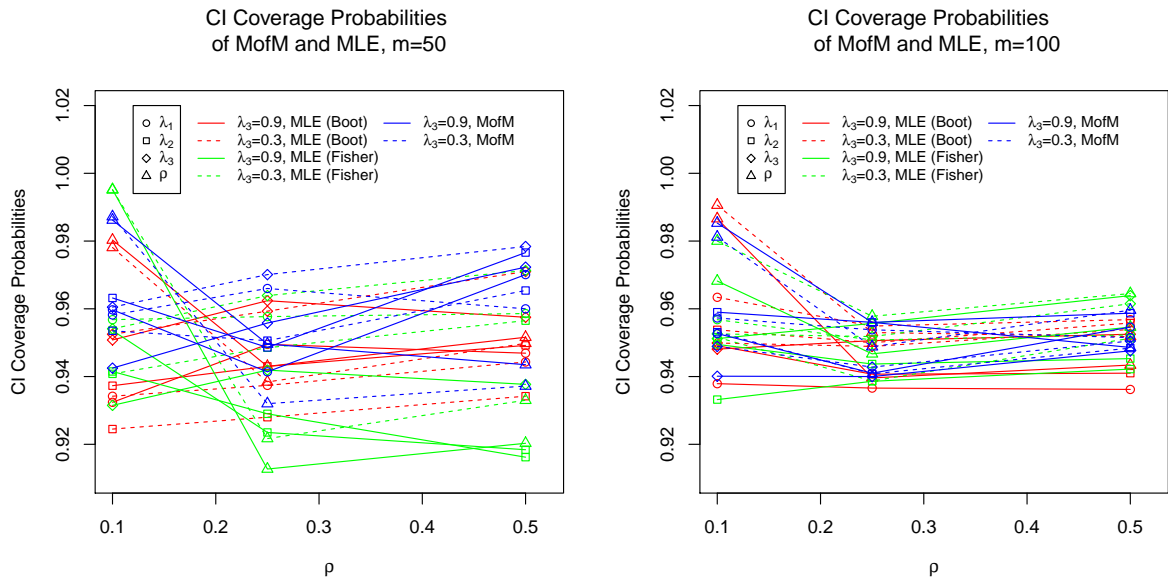 CI Coverage Probabilities
of MofM and MLE, m=50
CI Coverage Probabilities
1.02
1.00
0.98
0.96
0.94
0.92
λ1
λ2
λ3
ρ
λ3=0.9, MLE (Boot)
λ3=0.3, MLE (Boot)
λ3=0.9, MLE (Fisher)
λ3=0.3, MLE (Fisher)
λ3=0.9, MofM
λ3=0.3, MofM
0.1 0.2 0.3 0.4 0.5
ρ
CI Coverage Probabilities
of MofM and MLE, m=100
CI Coverage Probabilities
1.02
1.00
0.98
0.96
0.94
0.92
λ1
λ2
λ3
ρ
λ3=0.9, MLE (Boot)
λ3=0.3, MLE (Boot)
λ3=0.9, MLE (Fisher)
λ3=0.3, MLE (Fisher)
λ3=0.9, MofM
λ3=0.3, MofM
0.1 0.2 0.3 0.4 0.5
ρ